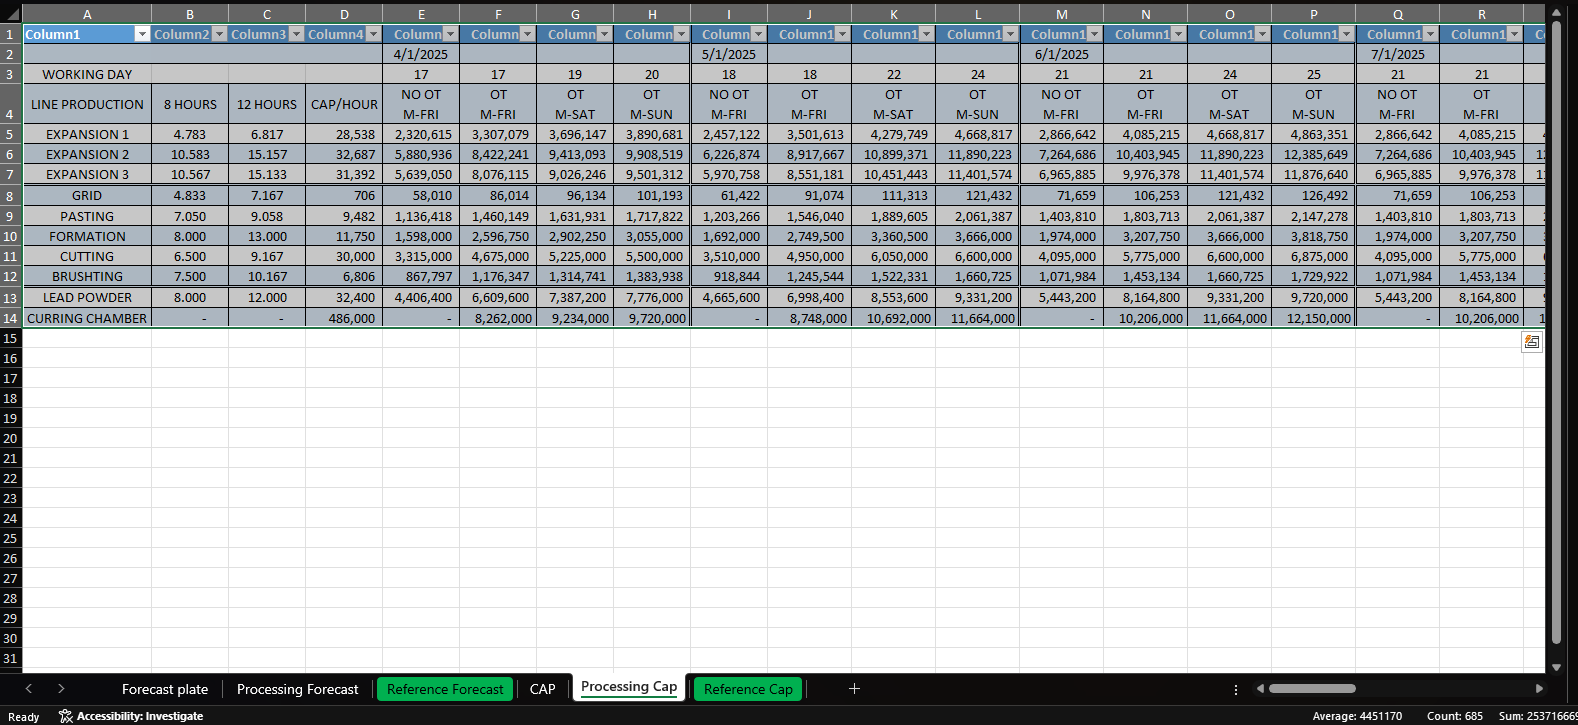 A B C D E F G H I J K L M N O P Q R
1 Column1 Column2 Column3 Column4 Column Column Column Column Column Column1 Column1 Column1 Column1 Column1 Column1 Column1 Column1 Column1 Co
2 4/1/2025 5/1/2025 6/1/2025 7/1/2025
3 WORKING DAY 17 17 19 20 18 18 22 24 21 21 24 25 21 21
NO OT OT OT OT NO OT OT OT OT NO OT OT OT OT NO OT OT
4 LINE PRODUCTION 8 HOURS 12 HOURS CAP/HOUR M-FRI M-FRI M-SAT M-SUN M-FRI M-FRI M-SAT M-SUN M-FRI M-FRI M-SAT M-SUN M-FRI M-FRI
5 EXPANSION 1 4.783 6.817 28,538 2,320,615 3,307,079 3,696,147 3,890,681 2,457,122 3,501,613 4,279,749 4,668,817 2,866,642 4,085,215 4,668,817 4,863,351 2,866,642 4,085,215
6 EXPANSION 2 10.583 15.157 32,687 5,880,936 8,422,241 9,413,093 9,908,519 6,226,874 8,917,667 10,899,371 11,890,223 7,264,686 10,403,945 11,890,223 12,385,649 7,264,686 10,403,945
7 EXPANSION 3 10.567 15.133 31,392 5,639,050 8,076,115 9,026,246 9,501,312 5,970,758 8,551,181 10,451,443 11,401,574 6,965,885 9,976,378 11,401,574 11,876,640 6,965,885 9,976,378
8 GRID 4.833 7.167 706 58,010 86,014 96,134 101,193 61,422 91,074 111,313 121,432 71,659 106,253 121,432 126,492 71,659 106,253
9 PASTING 7.050 9.058 9,482 1,136,418 1,460,149 1,631,931 1,717,822 1,203,266 1,546,040 1,889,605 2,061,387 1,403,810 1,803,713 2,061,387 2,147,278 1,403,810 1,803,713
10 FORMATION 8.000 13.000 11,750 1,598,000 2,596,750 2,902,250 3,055,000 1,692,000 2,749,500 3,360,500 3,666,000 1,974,000 3,207,750 3,666,000 3,818,750 1,974,000 3,207,750
11 CUTTING 6.500 9.167 30,000 3,315,000 4,675,000 5,225,000 5,500,000 3,510,000 4,950,000 6,050,000 6,600,000 4,095,000 5,775,000 6,600,000 6,875,000 4,095,000 5,775,000
12 BRUSHTING 7.500 10.167 6,806 867,797 1,176,347 1,314,741 1,383,938 918,844 1,245,544 1,522,331 1,660,725 1,071,984 1,453,134 1,660,725 1,729,922 1,071,984 1,453,134
13 LEAD POWDER 8.000 12.000 32,400 4,406,400 6,609,600 7,387,200 7,776,000 4,665,600 6,998,400 8,553,600 9,331,200 5,443,200 8,164,800 9,331,200 9,720,000 5,443,200 8,164,800
14 CURRING CHAMBER - - 486,000 - 8,262,000 9,234,000 9,720,000 - 8,748,000 10,692,000 11,664,000 - 10,206,000 11,664,000 12,150,000 - 10,206,000
15
16
17
18
19
20
21
22
23
24
25
26
27
28
29
30
31
Forecast plate Processing Forecast Reference Forecast CAP Processing Cap Reference Cap
Ready Accessibility: Investigate Average: 4451170 Count: 685 Sum: 253716669